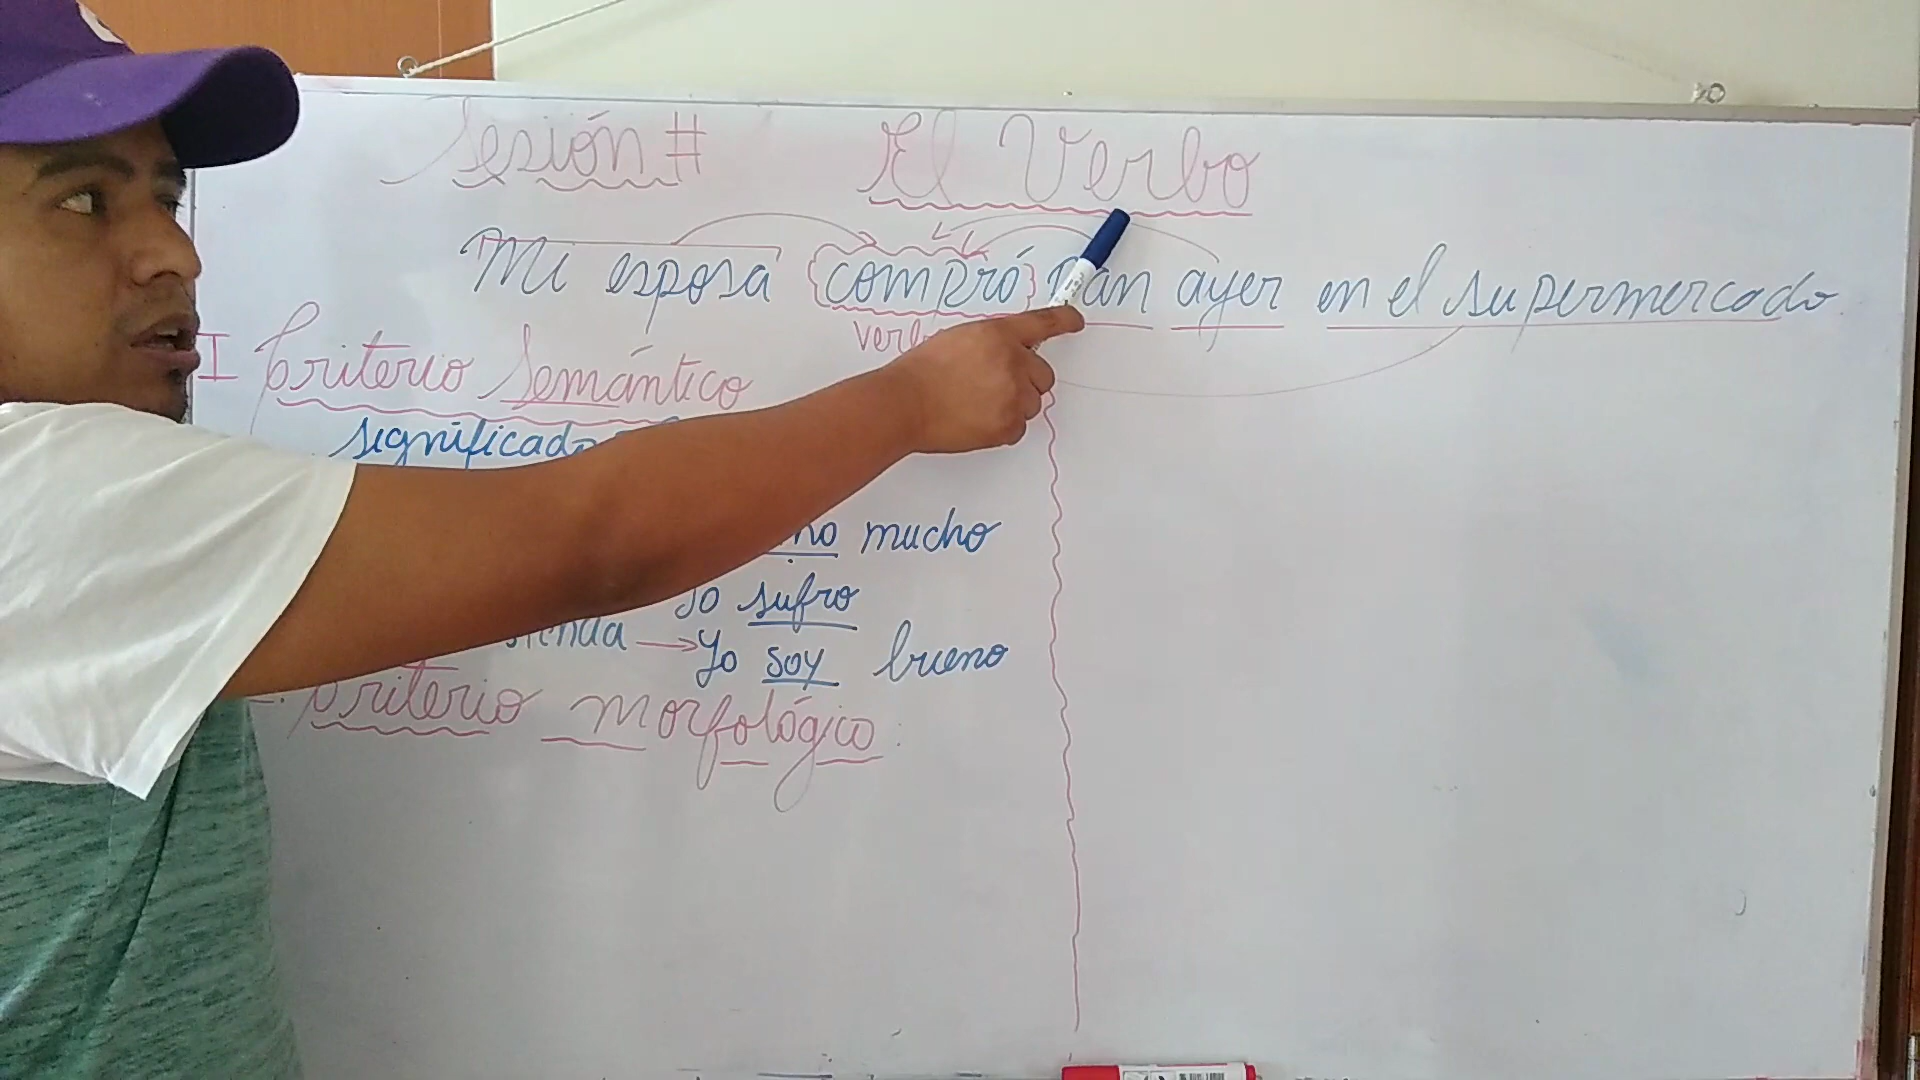 Sesión # El Verbo
Mi esposa compró pan ayer en el supermercado
I Criterio Semántico
significado
mucho
Yo sufro
Yo soy bueno
Criterio morfológico.